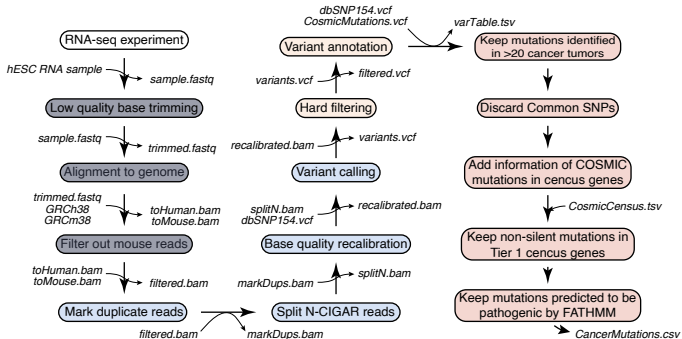 RNA-seq experiment
hESC RNA sample
sample.fastq
Low quality base trimming
sample.fastq
trimmed.fastq
Alignment to genome
trimmed.fastq
GRCh38
GRCm38
toHuman.bam
toMouse.bam
Filter out mouse reads
toHuman.bam
toMouse.bam
filtered.bam
Mark duplicate reads
filtered.bam
markDups.bam
Split N-CIGAR reads
markDups.bam
splitN.bam
Base quality recalibration
splitN.bam
dbSNP154.vcf
recalibrated.bam
Variant calling
recalibrated.bam
variants.vcf
Hard filtering
variants.vcf
filtered.vcf
Variant annotation
dbSNP154.vcf
CosmicMutations.vcf
varTable.tsv
Keep mutations identified
in >20 cancer tumors
Discard Common SNPs
Add information of COSMIC
mutations in cencus genes
CosmicCensus.tsv
Keep non-silent mutations in
Tier 1 cencus genes
Keep mutations predicted to be
pathogenic by FATHMM
CancerMutations.csv